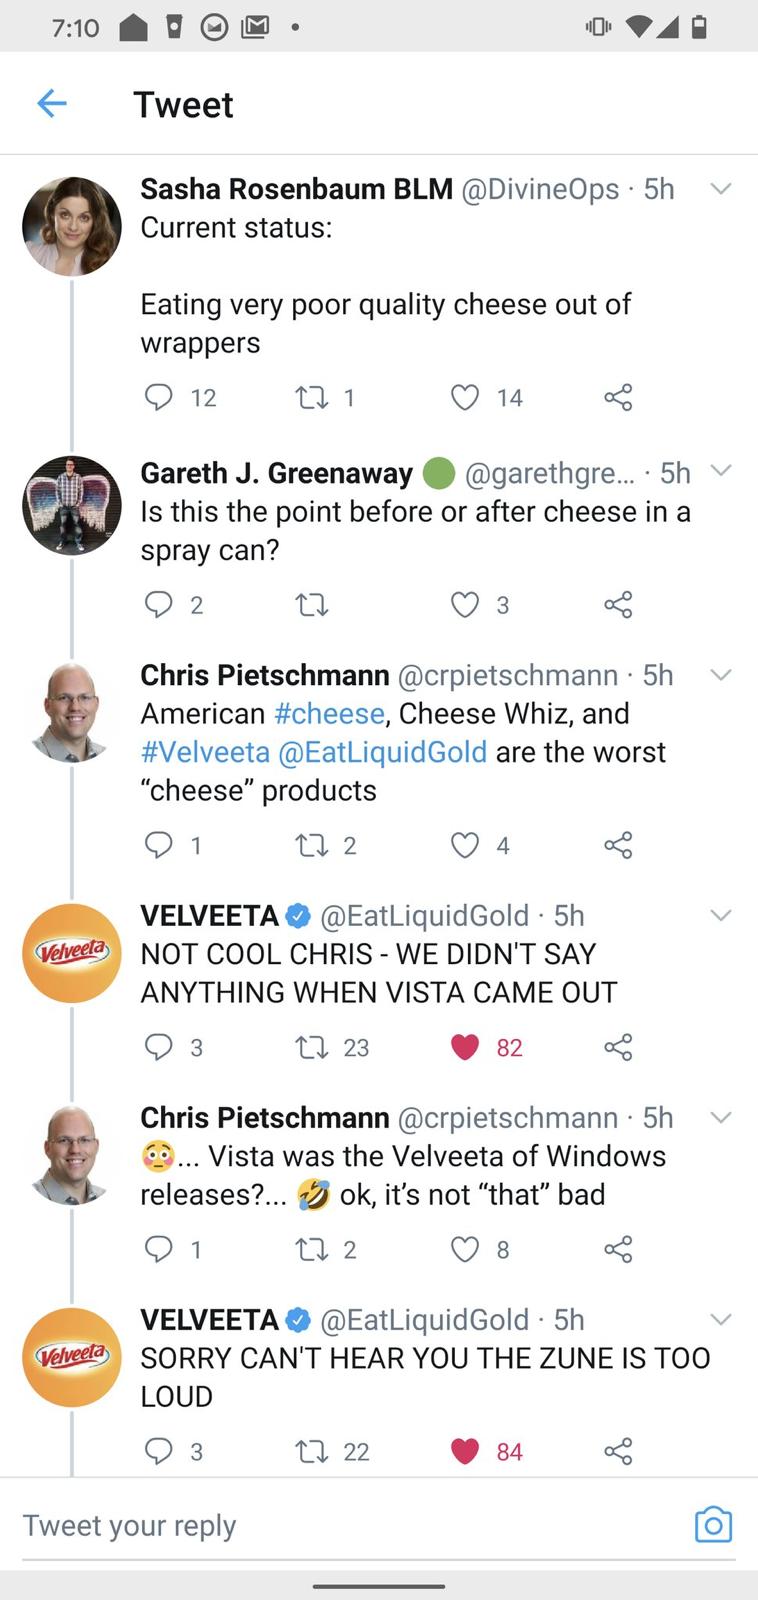 7:10
Tweet
Sasha Rosenbaum BLM @DivineOps · 5h
Current status:
Eating very poor quality cheese out of
wrappers
12 1 14
Gareth J. Greenaway 🟢 @garethgre... · 5h
Is this the point before or after cheese in a
spray can?
2 3
Chris Pietschmann @crpietschmann · 5h
American #cheese, Cheese Whiz, and
#Velveeta @EatLiquidGold are the worst
“cheese” products
1 2 4
Velveeta
VELVEETA @EatLiquidGold · 5h
NOT COOL CHRIS - WE DIDN'T SAY
ANYTHING WHEN VISTA CAME OUT
3 23 82
Chris Pietschmann @crpietschmann · 5h
😳... Vista was the Velveeta of Windows
releases?... 🤣 ok, it’s not “that” bad
1 2 8
Velveeta
VELVEETA @EatLiquidGold · 5h
SORRY CAN'T HEAR YOU THE ZUNE IS TOO
LOUD
3 22 84
Tweet your reply